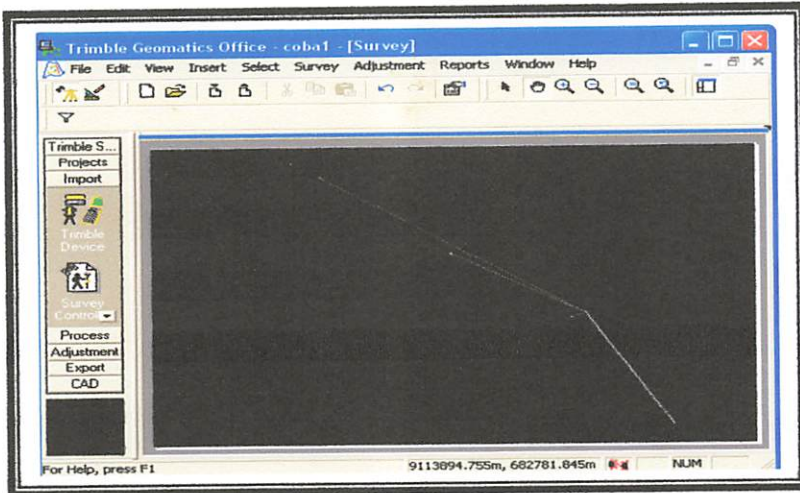 Trimble Geomatics Office - coba1 - [Survey]
File Edit View Insert Select Survey Adjustment Reports Window Help
Trimble S...
Projects
Import
Trimble
Device
Survey
Control
Process
Adjustment
Export
CAD
For Help, press F1 9113894.755m, 682781.845m NUM